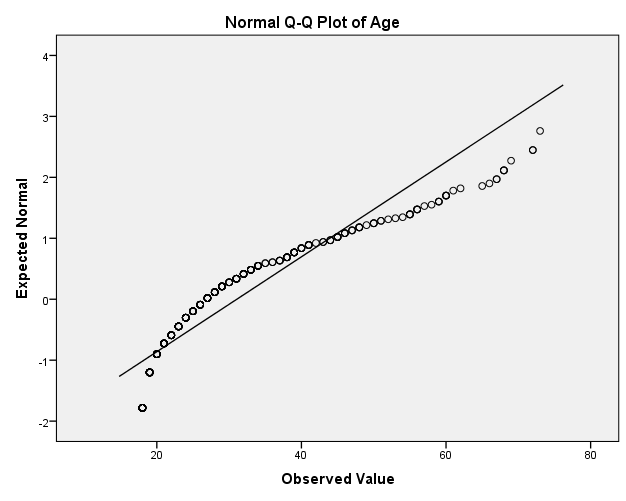 Normal Q-Q Plot of Age
4
3
2
1
0
-1
-2
Expected Normal
20 40 60 80
Observed Value